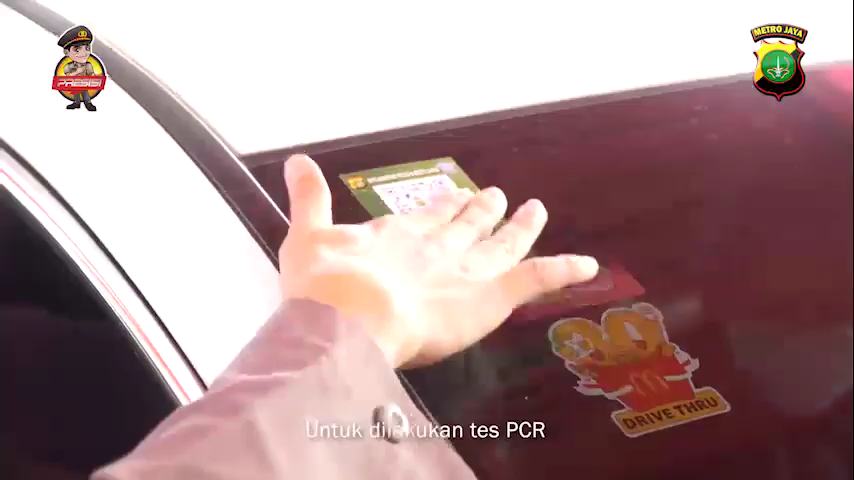 PRESISI
METRO JAYA
DRIVE THRU
Untuk dilakukan tes PCR